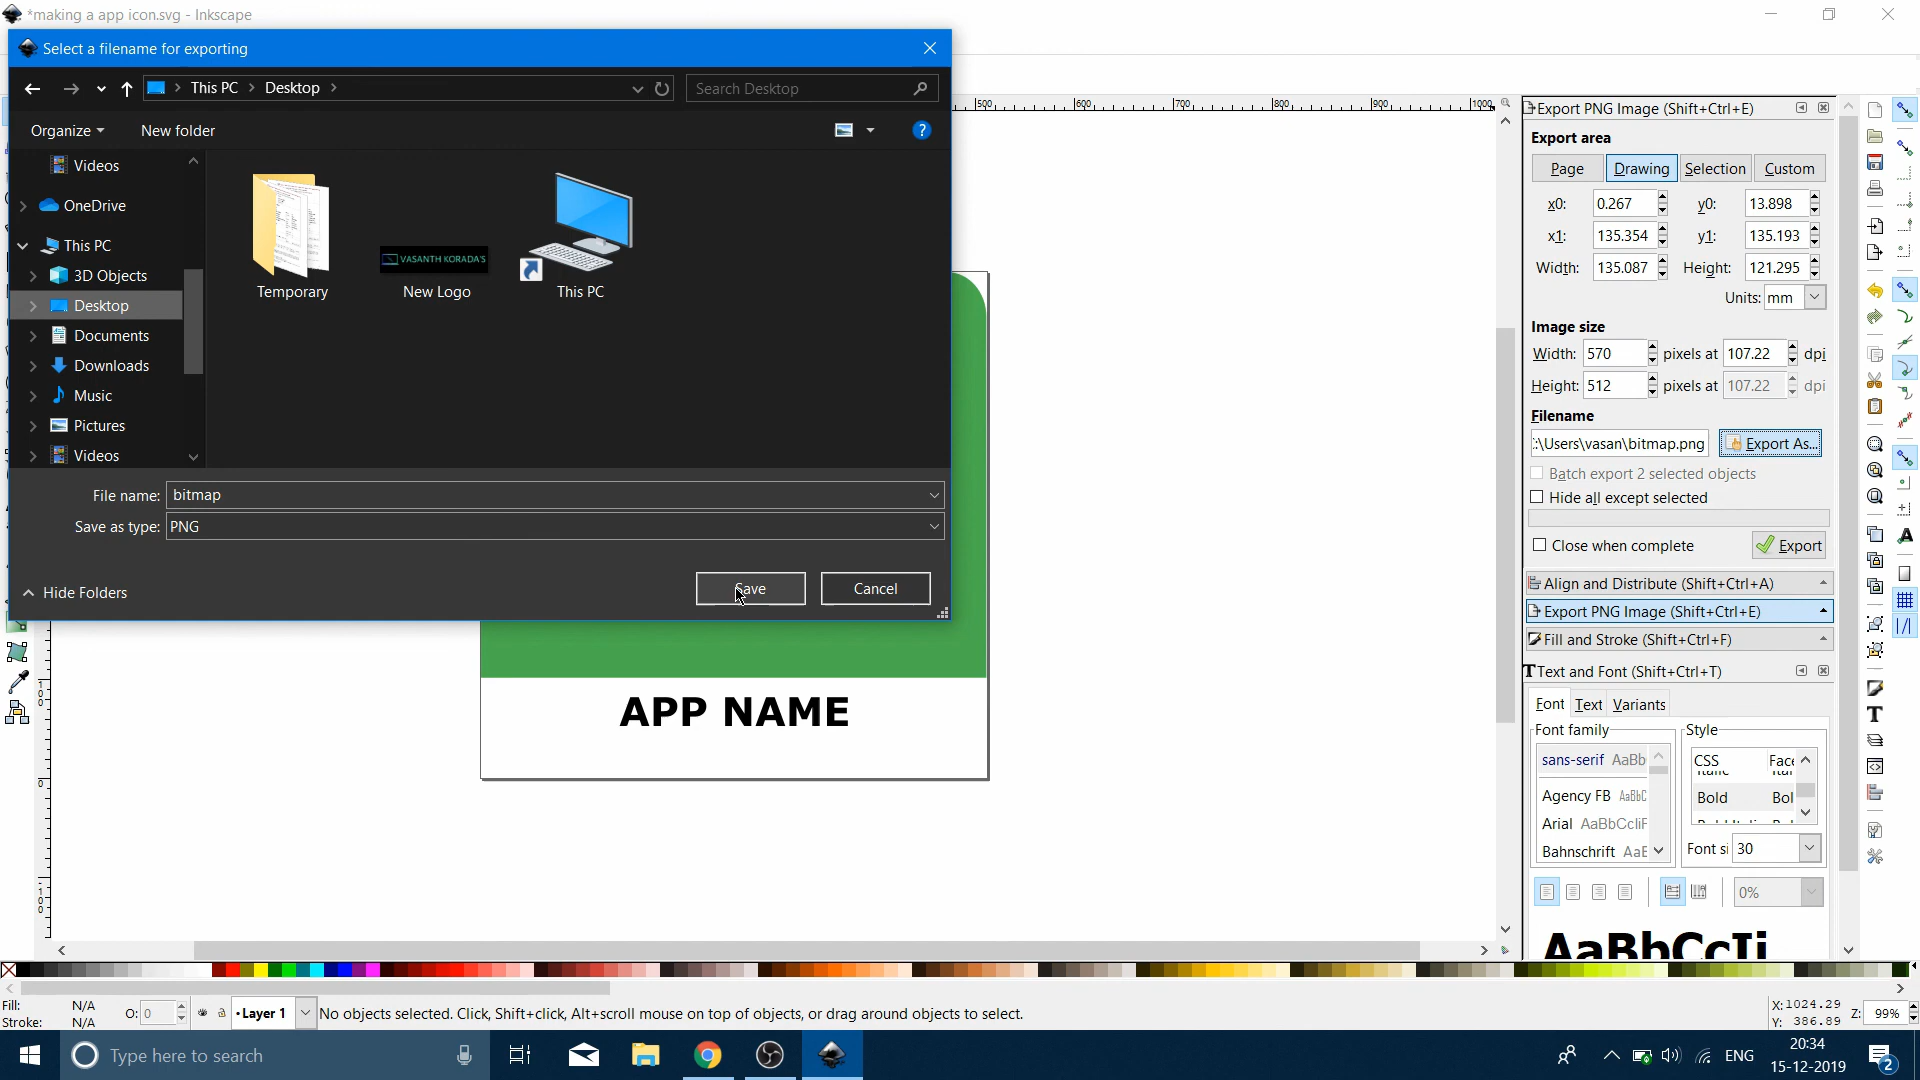 *making a app icon.svg - Inkscape
Select a filename for exporting
This PC > Desktop >
Search Desktop
Organize
New folder
Videos
OneDrive
This PC
3D Objects
Desktop
Documents
Downloads
Music
Pictures
Videos
Temporary
VASANTH KORADA'S
New Logo
This PC
File name: bitmap
Save as type: PNG
Hide Folders
Save
Cancel
500 600 700 800 900 1000
APP NAME
Export PNG Image (Shift+Ctrl+E)
Export area
Page Drawing Selection Custom
x0: 0.267 y0: 13.898
x1: 135.354 y1: 135.193
Width: 135.087 Height: 121.295
Units: mm
Image size
Width: 570 pixels at 107.22 dpi
Height: 512 pixels at 107.22 dpi
Filename
:\Users\vasan\bitmap.png Export As...
Batch export 2 selected objects
Hide all except selected
Close when complete Export
Align and Distribute (Shift+Ctrl+A)
Export PNG Image (Shift+Ctrl+E)
Fill and Stroke (Shift+Ctrl+F)
Text and Font (Shift+Ctrl+T)
Font Text Variants
Font family Style
sans-serif AaBb
Agency FB AaBbC
Arial AaBbCcIiF
Bahnschrift AaE
CSS Face
Bold Bol
Font si 30
0%
AaBbCcIi
Fill: N/A
Stroke: N/A
O: 0
Layer 1
No objects selected. Click, Shift+click, Alt+scroll mouse on top of objects, or drag around objects to select.
X:1024.29
Y: 386.89
Z: 99%
Type here to search
ENG
20:34
15-12-2019
2